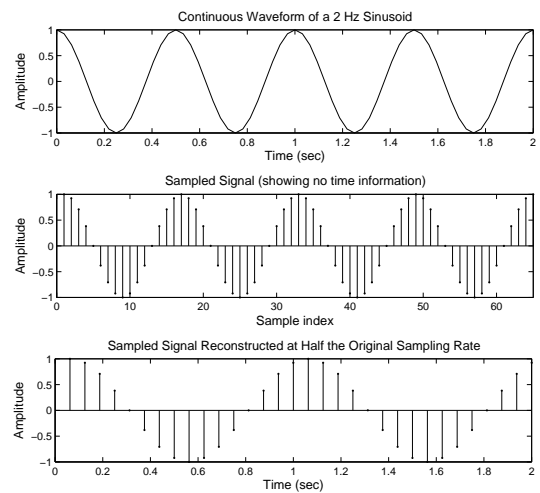 Continuous Waveform of a 2 Hz Sinusoid
1
0.5
0
−0.5
−1
Amplitude
0 0.2 0.4 0.6 0.8 1 1.2 1.4 1.6 1.8 2
Time (sec)
Sampled Signal (showing no time information)
1
0.5
0
−0.5
−1
Amplitude
0 10 20 30 40 50 60
Sample index
Sampled Signal Reconstructed at Half the Original Sampling Rate
1
0.5
0
−0.5
−1
Amplitude
0 0.2 0.4 0.6 0.8 1 1.2 1.4 1.6 1.8 2
Time (sec)